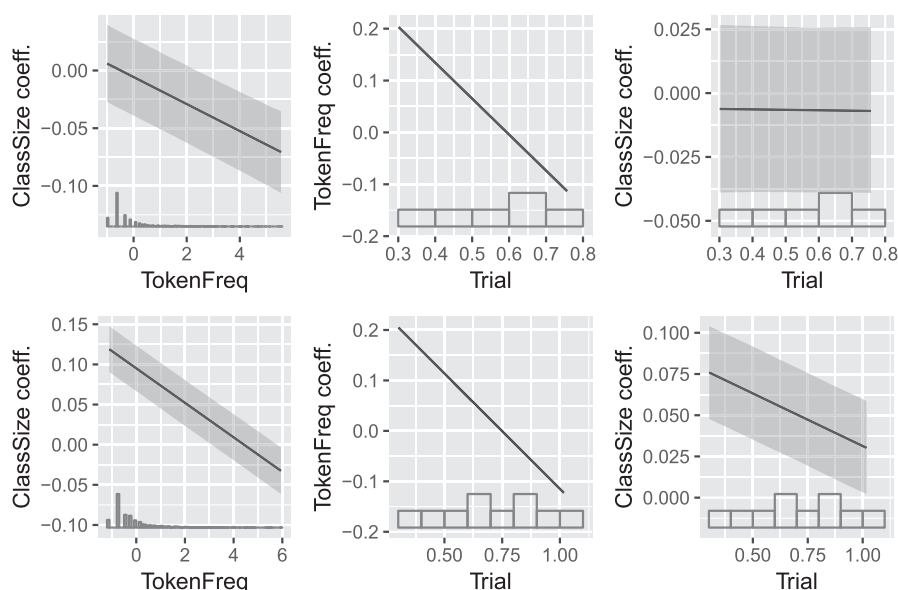 ClassSize coeff.
0.00
−0.05
−0.10
0 2 4
TokenFreq
TokenFreq coeff.
0.2
0.1
0.0
−0.1
−0.2
0.3 0.4 0.5 0.6 0.7 0.8
Trial
ClassSize coeff.
0.025
0.000
−0.025
−0.050
0.3 0.4 0.5 0.6 0.7 0.8
Trial
ClassSize coeff.
0.15
0.10
0.05
0.00
−0.05
−0.10
0 2 4 6
TokenFreq
TokenFreq coeff.
0.2
0.1
0.0
−0.1
−0.2
0.50 0.75 1.00
Trial
ClassSize coeff.
0.100
0.075
0.050
0.025
0.000
0.50 0.75 1.00
Trial